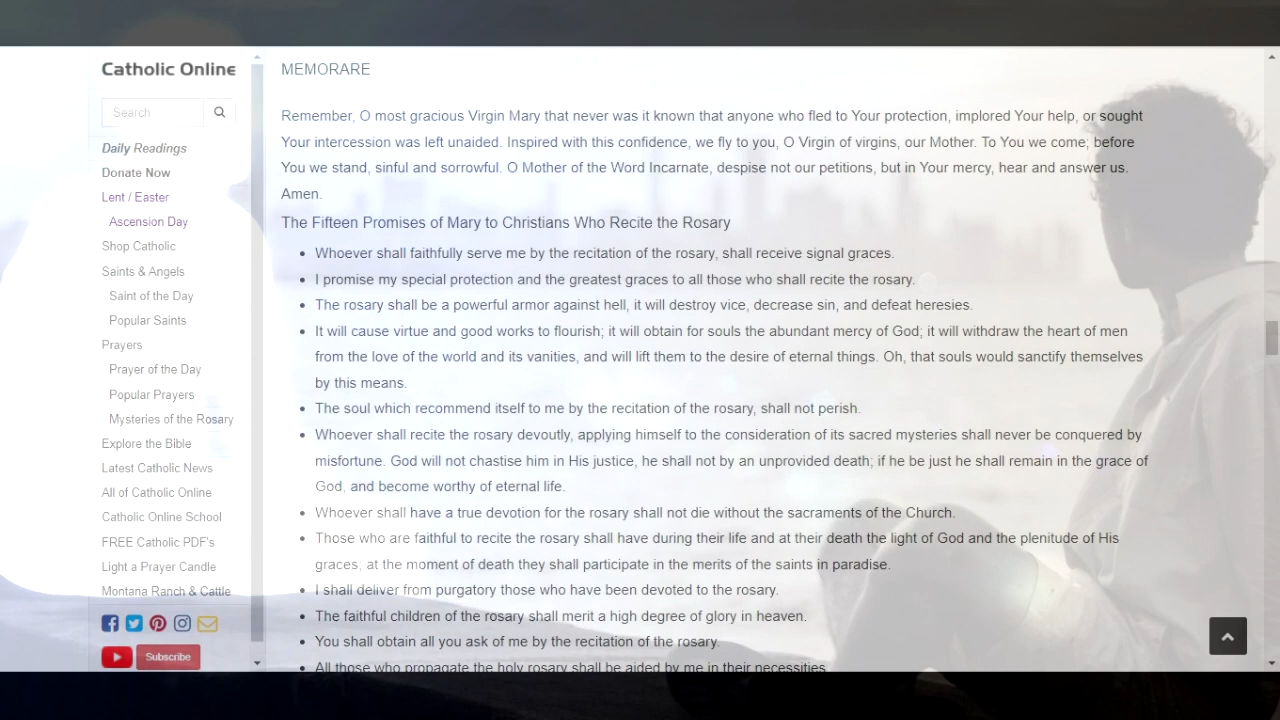 Catholic Online
Search
Daily Readings
Donate Now
Lent / Easter
Ascension Day
Shop Catholic
Saints & Angels
Saint of the Day
Popular Saints
Prayers
Prayer of the Day
Popular Prayers
Mysteries of the Rosary
Explore the Bible
Latest Catholic News
All of Catholic Online
Catholic Online School
FREE Catholic PDF's
Light a Prayer Candle
Montana Ranch & Cattle
Subscribe
MEMORARE
Remember, O most gracious Virgin Mary that never was it known that anyone who fled to Your protection, implored Your help, or sought
Your intercession was left unaided. Inspired with this confidence, we fly to you, O Virgin of virgins, our Mother. To You we come; before
You we stand, sinful and sorrowful. O Mother of the Word Incarnate, despise not our petitions, but in Your mercy, hear and answer us.
Amen.
The Fifteen Promises of Mary to Christians Who Recite the Rosary
• Whoever shall faithfully serve me by the recitation of the rosary, shall receive signal graces.
• I promise my special protection and the greatest graces to all those who shall recite the rosary.
• The rosary shall be a powerful armor against hell, it will destroy vice, decrease sin, and defeat heresies.
• It will cause virtue and good works to flourish; it will obtain for souls the abundant mercy of God; it will withdraw the heart of men
from the love of the world and its vanities, and will lift them to the desire of eternal things. Oh, that souls would sanctify themselves
by this means.
• The soul which recommend itself to me by the recitation of the rosary, shall not perish.
• Whoever shall recite the rosary devoutly, applying himself to the consideration of its sacred mysteries shall never be conquered by
misfortune. God will not chastise him in His justice, he shall not by an unprovided death; if he be just he shall remain in the grace of
God, and become worthy of eternal life.
• Whoever shall have a true devotion for the rosary shall not die without the sacraments of the Church.
• Those who are faithful to recite the rosary shall have during their life and at their death the light of God and the plenitude of His
graces; at the moment of death they shall participate in the merits of the saints in paradise.
• I shall deliver from purgatory those who have been devoted to the rosary.
• The faithful children of the rosary shall merit a high degree of glory in heaven.
• You shall obtain all you ask of me by the recitation of the rosary.
• All those who propagate the holy rosary shall be aided by me in their necessities.